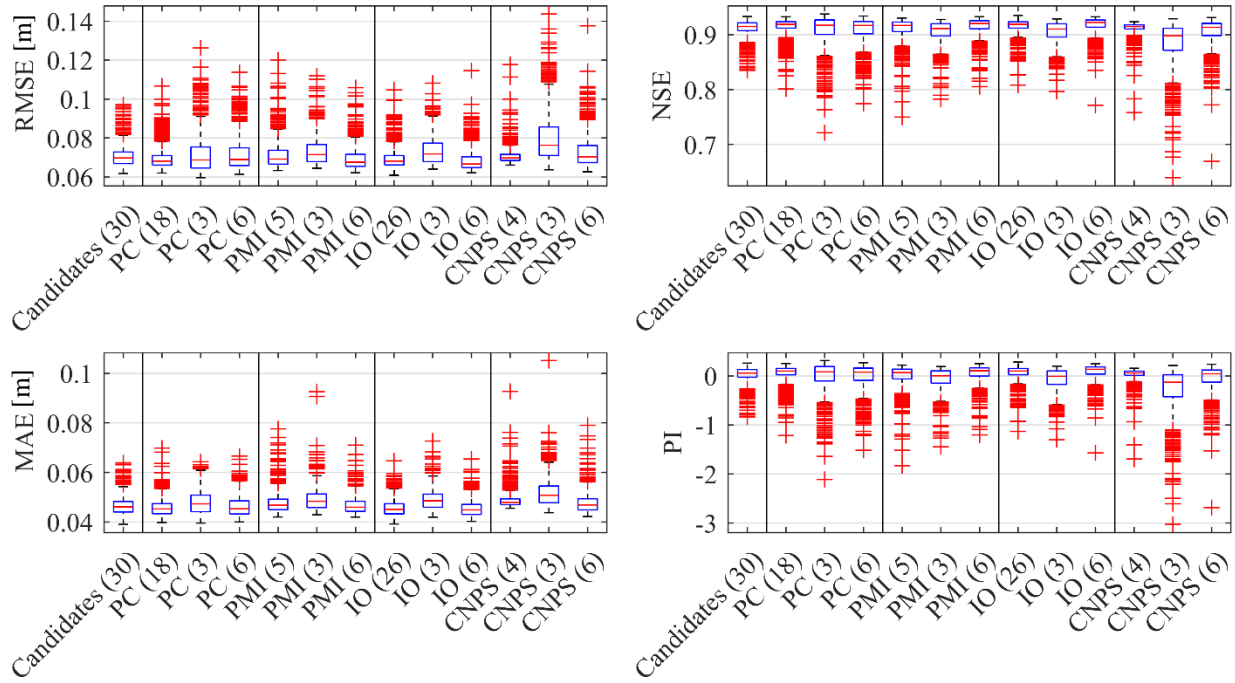 RMSE [m]
0.14
0.12
0.1
0.08
0.06
Candidates (30)
PC (18)
PC (3)
PC (6)
PMI (5)
PMI (3)
PMI (6)
IO (26)
IO (3)
IO (6)
CNPS (4)
CNPS (3)
CNPS (6)
NSE
0.9
0.8
0.7
Candidates (30)
PC (18)
PC (3)
PC (6)
PMI (5)
PMI (3)
PMI (6)
IO (26)
IO (3)
IO (6)
CNPS (4)
CNPS (3)
CNPS (6)
MAE [m]
0.1
0.08
0.06
0.04
Candidates (30)
PC (18)
PC (3)
PC (6)
PMI (5)
PMI (3)
PMI (6)
IO (26)
IO (3)
IO (6)
CNPS (4)
CNPS (3)
CNPS (6)
PI
0
-1
-2
-3
Candidates (30)
PC (18)
PC (3)
PC (6)
PMI (5)
PMI (3)
PMI (6)
IO (26)
IO (3)
IO (6)
CNPS (4)
CNPS (3)
CNPS (6)